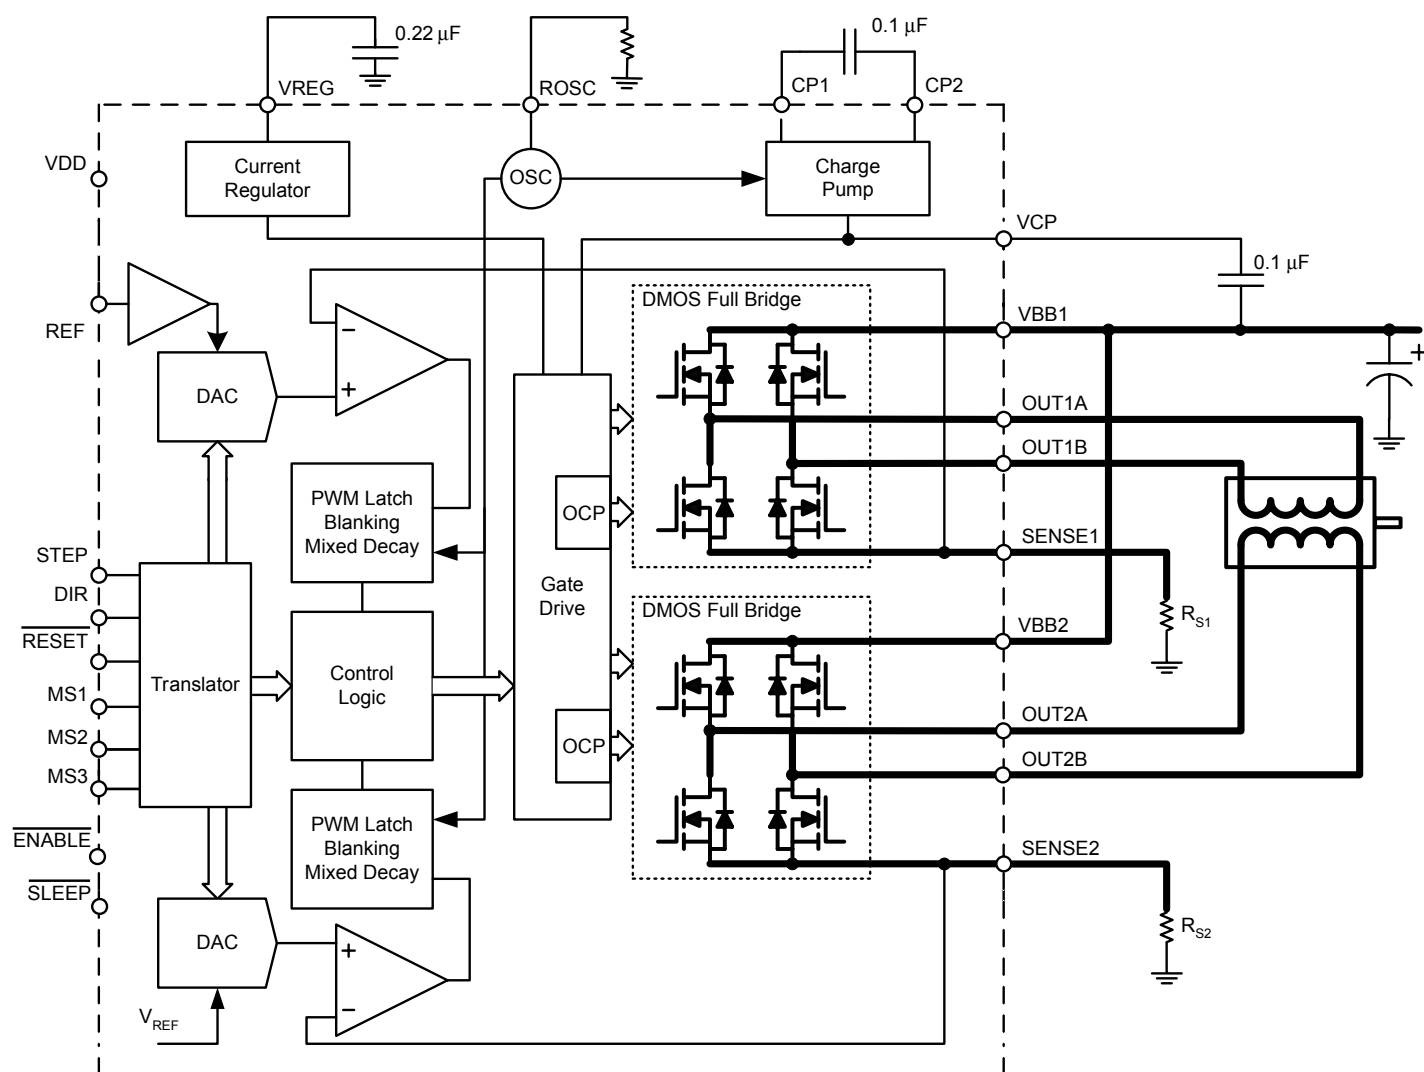 0.22 μF
0.1 μF
VREG
ROSC
CP1
CP2
VDD
Current
Regulator
OSC
Charge
Pump
VCP
0.1 μF
REF
DMOS Full Bridge
VBB1
+
−
+
DAC
OUT1A
OUT1B
PWM Latch
Blanking
Mixed Decay
OCP
SENSE1
STEP
DIR
RESET
MS1
MS2
MS3
Translator
Control
Logic
Gate
Drive
DMOS Full Bridge
RS1
VBB2
OUT2A
OCP
OUT2B
ENABLE
SLEEP
PWM Latch
Blanking
Mixed Decay
SENSE2
DAC
+
−
RS2
VREF